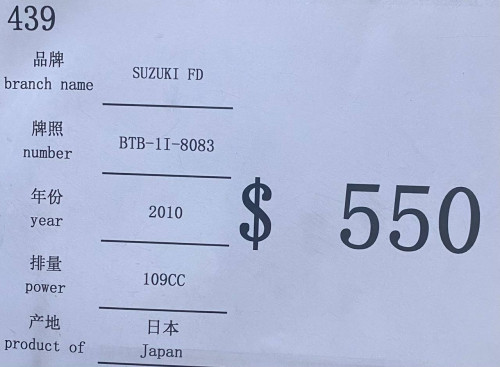 439
品牌
branch name
SUZUKI FD
牌照
number
BTB-1I-8083
年份
year
2010
$ 550
排量
power
109CC
产地
product of
日本
Japan